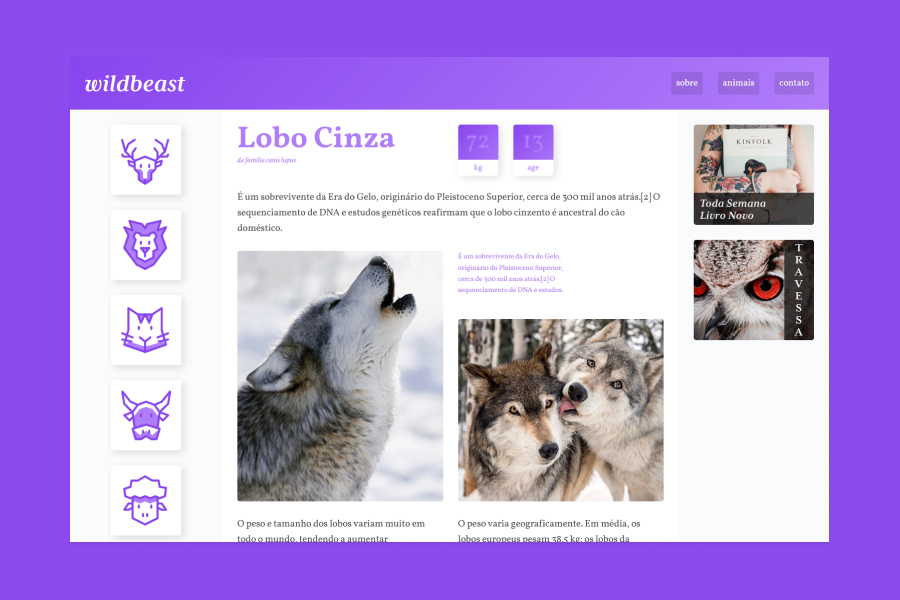 wildbeast
sobre
animais
contato
Lobo Cinza
da família canis lupus
72
kg
13
age
É um sobrevivente da Era do Gelo, originário do Pleistoceno Superior, cerca de 300 mil anos atrás.[2] O
sequenciamento de DNA e estudos genéticos reafirmam que o lobo cinzento é ancestral do cão
doméstico.
É um sobrevivente da Era do Gelo,
originário do Pleistoceno Superior,
cerca de 300 mil anos atrás.[2] O
sequenciamento de DNA e estudos.
O peso e tamanho dos lobos variam muito em
todo o mundo, tendendo a aumentar
O peso varia geograficamente. Em média, os
lobos europeus pesam 38,5 kg; os lobos da
KINFOLK
Toda Semana
Livro Novo
TRAVESSA